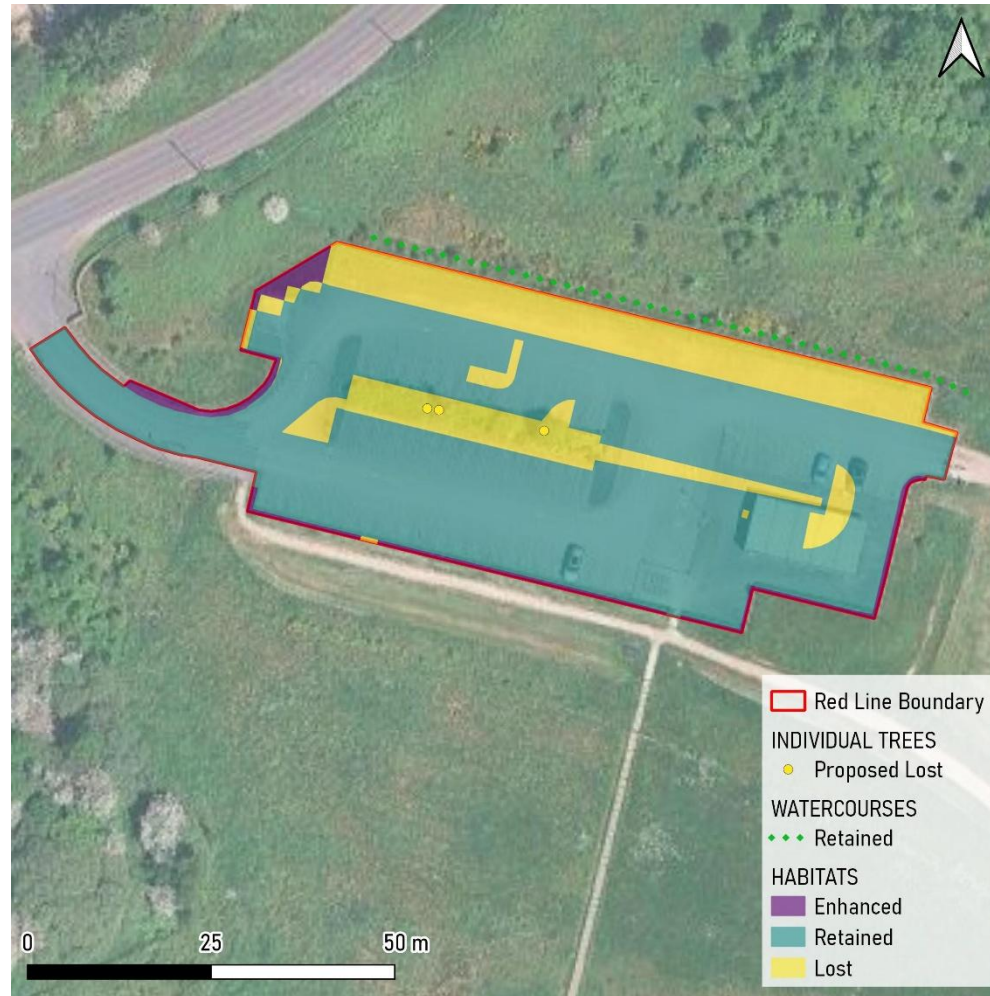 Red Line Boundary
INDIVIDUAL TREES
Proposed Lost
WATERCOURSES
Retained
HABITATS
Enhanced
Retained
Lost
0 25 50 m